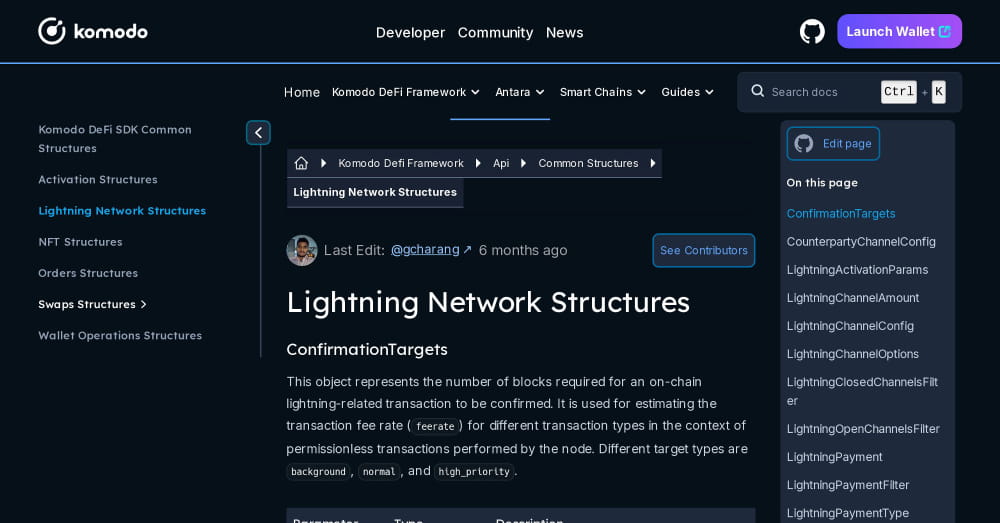 komodo
Developer Community News
Launch Wallet
Home Komodo DeFi Framework Antara Smart Chains Guides
Search docs Ctrl + K
Komodo DeFi SDK Common
Structures
Activation Structures
Lightning Network Structures
NFT Structures
Orders Structures
Swaps Structures
Wallet Operations Structures
Komodo Defi Framework Api Common Structures
Lightning Network Structures
Last Edit: @gcharang ↗ 6 months ago
See Contributors
Lightning Network Structures
ConfirmationTargets
This object represents the number of blocks required for an on-chain
lightning-related transaction to be confirmed. It is used for estimating the
transaction fee rate ( feerate ) for different transaction types in the context of
permissionless transactions performed by the node. Different target types are
background , normal , and high_priority .
Parameter Type Description
Edit page
On this page
ConfirmationTargets
CounterpartyChannelConfig
LightningActivationParams
LightningChannelAmount
LightningChannelConfig
LightningChannelOptions
LightningClosedChannelsFilt
er
LightningOpenChannelsFilter
LightningPayment
LightningPaymentFilter
LightningPaymentType